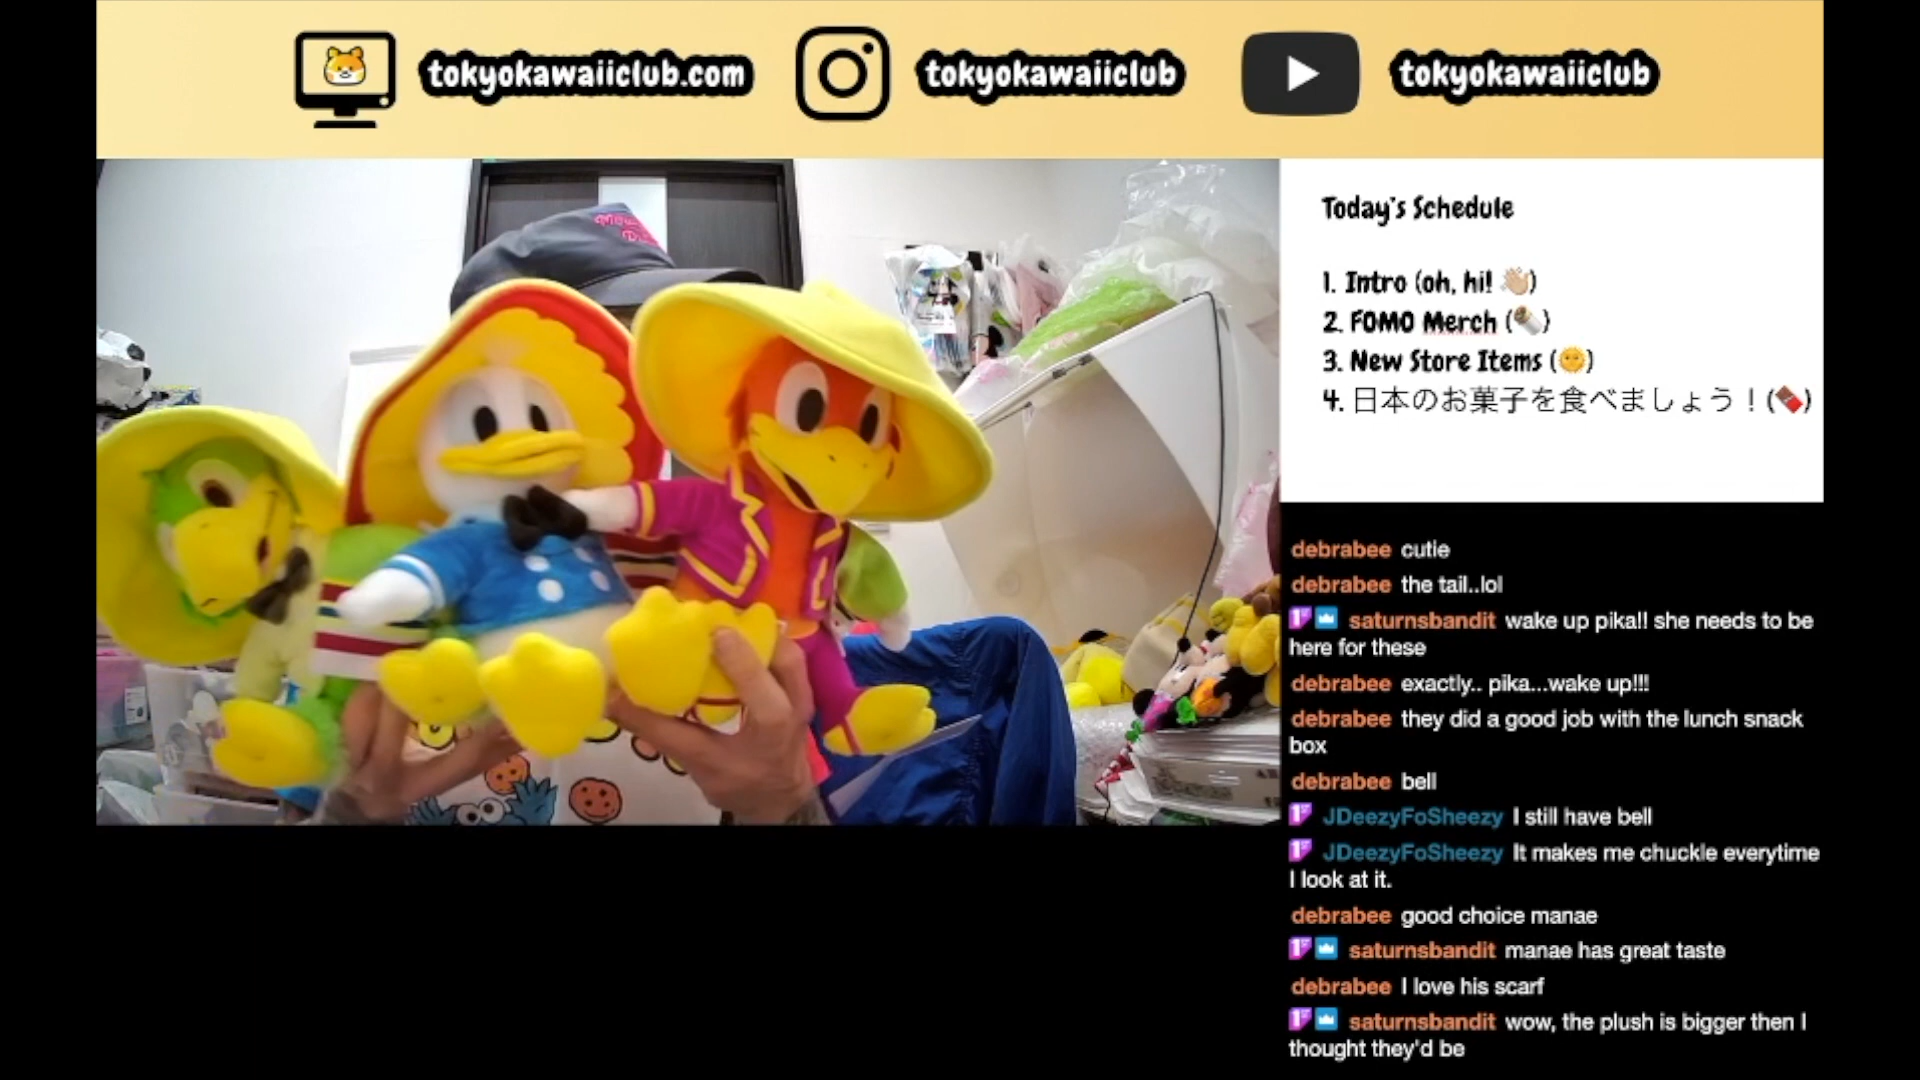 tokyokawaiiclub.com
tokyokawaiiclub
tokyokawaiiclub
Today's Schedule
1. Intro (oh, hi! 👋🏻)
2. FOMO Merch (🌯)
3. New Store Items (🌞)
4. 日本のお菓子を食べましょう！(🍫)
debrabee cutie
debrabee the tail..lol
saturnsbandit wake up pika!! she needs to be
here for these
debrabee exactly.. pika...wake up!!!
debrabee they did a good job with the lunch snack
box
debrabee bell
JDeezyFoSheezy I still have bell
JDeezyFoSheezy It makes me chuckle everytime
I look at it.
debrabee good choice manae
saturnsbandit manae has great taste
debrabee I love his scarf
saturnsbandit wow, the plush is bigger then I
thought they'd be